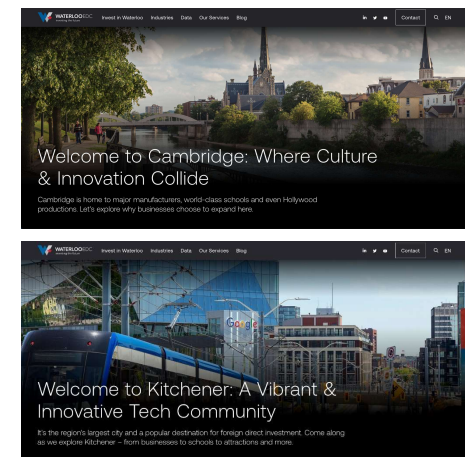 WATERLOOEDC Invest in Waterloo Industries Data Our Services Blog in Contact EN
Welcome to Cambridge: Where Culture
& Innovation Collide
Cambridge is home to major manufacturers, world-class schools and even Hollywood
productions. Let's explore why businesses choose to expand here.
WATERLOOEDC Invest in Waterloo Industries Data Our Services Blog in Contact EN
Google
Welcome to Kitchener: A Vibrant &
Innovative Tech Community
It's the region's largest city and a popular destination for foreign direct investment. Come along
as we explore Kitchener – from businesses to schools to attractions and more.